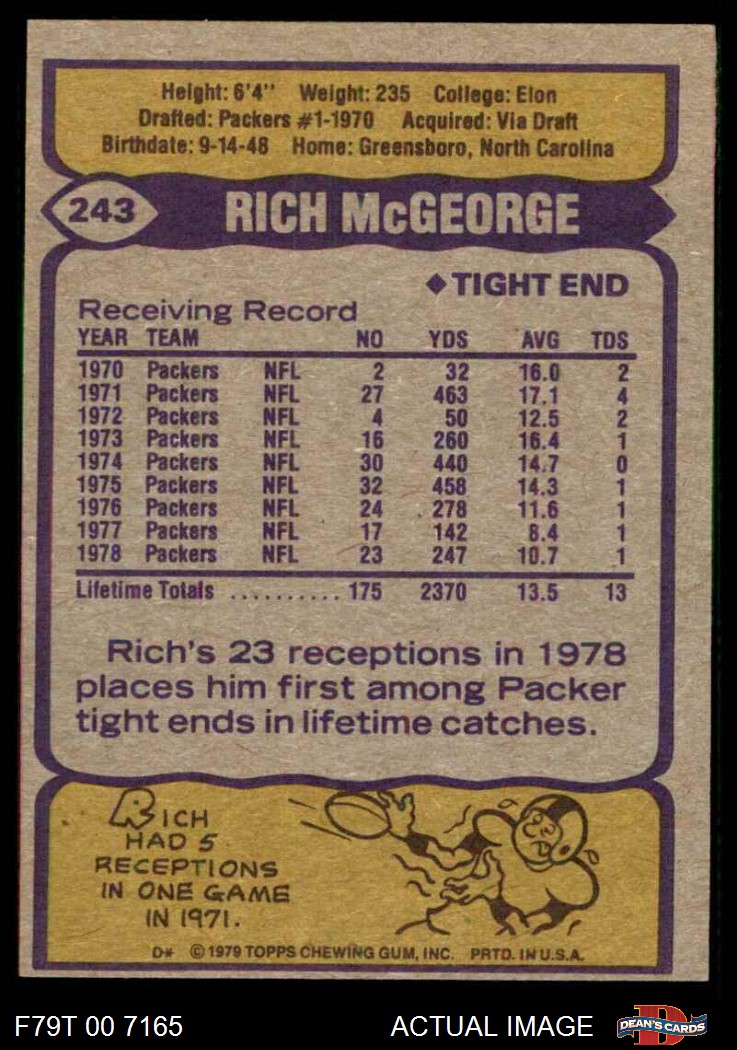 Height: 6'4" Weight: 235 College: Elon
Drafted: Packers #1-1970 Acquired: Via Draft
Birthdate: 9-14-48 Home: Greensboro, North Carolina
243 RICH McGEORGE
◆TIGHT END
Receiving Record
YEAR TEAM NO YDS AVG TDS
1970 Packers NFL 2 32 16.0 2
1971 Packers NFL 27 463 17.1 4
1972 Packers NFL 4 50 12.5 2
1973 Packers NFL 16 260 16.4 1
1974 Packers NFL 30 440 14.7 0
1975 Packers NFL 32 458 14.3 1
1976 Packers NFL 24 278 11.6 1
1977 Packers NFL 17 142 8.4 1
1978 Packers NFL 23 247 10.7 1
Lifetime Totals .......... 175 2370 13.5 13
Rich's 23 receptions in 1978
places him first among Packer
tight ends in lifetime catches.
RICH
HAD 5
RECEPTIONS
IN ONE GAME
IN 1971.
D* © 1979 TOPPS CHEWING GUM, INC. PRTD. IN U.S.A.
F79T 00 7165 ACTUAL IMAGE D DEAN'S CARDS